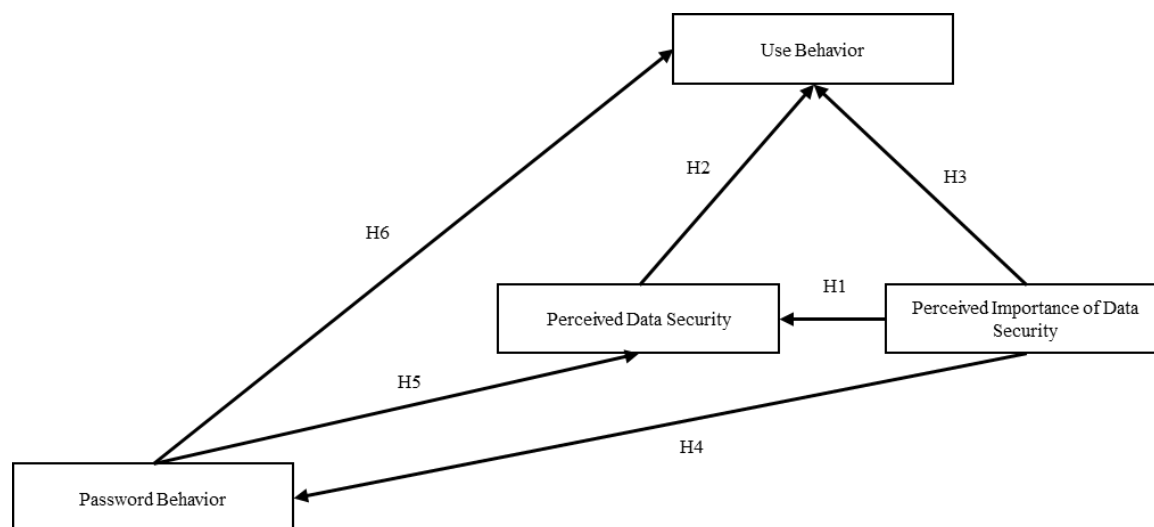 Use Behavior
H2
H3
H6
H1
Perceived Data Security
Perceived Importance of Data
Security
H5
H4
Password Behavior